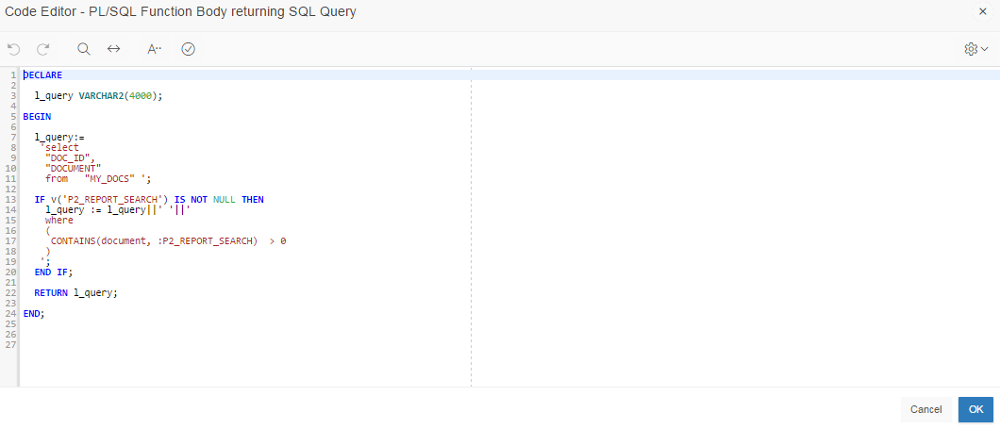 Code Editor - PL/SQL Function Body returning SQL Query
A
1 DECLARE
2
3 l_query VARCHAR2(4000);
4
5 BEGIN
6
7 l_query:=
8 'select
9 "DOC_ID",
10 "DOCUMENT"
11 from "MY_DOCS" ';
12
13 IF v('P2_REPORT_SEARCH') IS NOT NULL THEN
14 l_query := l_query||' '||'
15 where
16 (
17 CONTAINS(document, :P2_REPORT_SEARCH) > 0
18 )
19 ';
20 END IF;
21
22 RETURN l_query;
23
24 END;
25
26
27
Cancel OK